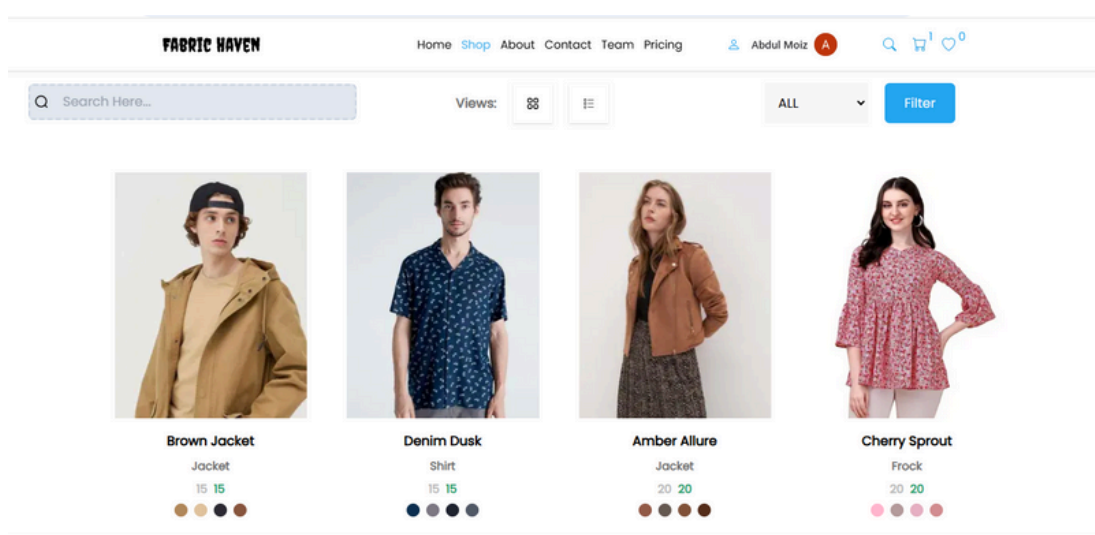 FABRIC HAVEN Home Shop About Contact Team Pricing Abdul Moiz A 1 0
Search Here... Views: ALL Filter
Brown Jacket Denim Dusk Amber Allure Cherry Sprout
Jacket Shirt Jacket Frock
15 15 15 15 20 20 20 20